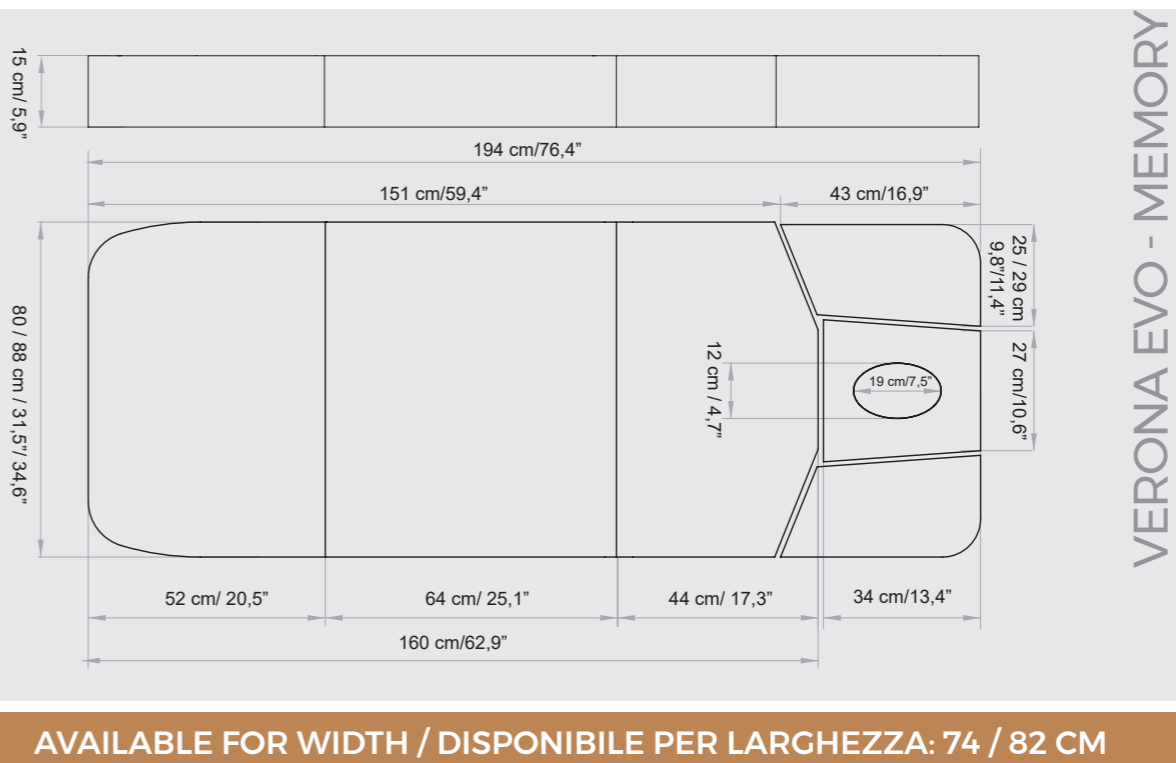 VERONA EVO - MEMORY
15 cm/ 5,9”
194 cm/76,4”
151 cm/59,4”
43 cm/16,9”
25 / 29 cm
9,8”/11,4”
80 / 88 cm / 31,5”/ 34,6”
12 cm / 4,7”
19 cm/7,5”
27 cm/10,6”
52 cm/ 20,5”
64 cm/ 25,1”
44 cm/ 17,3”
34 cm/13,4”
160 cm/62,9”
AVAILABLE FOR WIDTH / DISPONIBILE PER LARGHEZZA: 74 / 82 CM